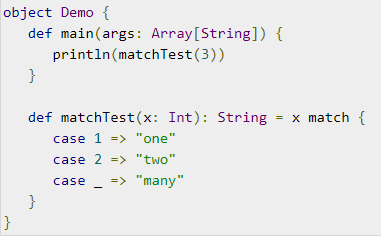 object Demo {
   def main(args: Array[String]) {
      println(matchTest(3))
   }

   def matchTest(x: Int): String = x match {
      case 1 => "one"
      case 2 => "two"
      case _ => "many"
   }
}